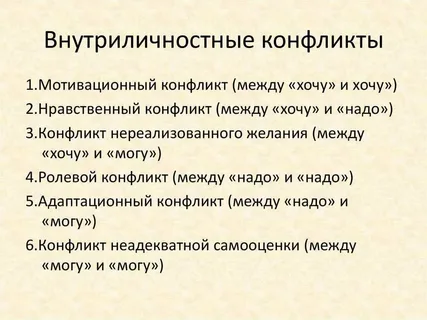 Внутриличностные конфликты
1.Мотивационный конфликт (между «хочу» и хочу»)
2.Нравственный конфликт (между «хочу» и «надо»)
3.Конфликт нереализованного желания (между
«хочу» и «могу»)
4.Ролевой конфликт (между «надо» и «надо»)
5.Адаптационный конфликт (между «надо» и
«могу»)
6.Конфликт неадекватной самооценки (между
«могу» и «могу»)